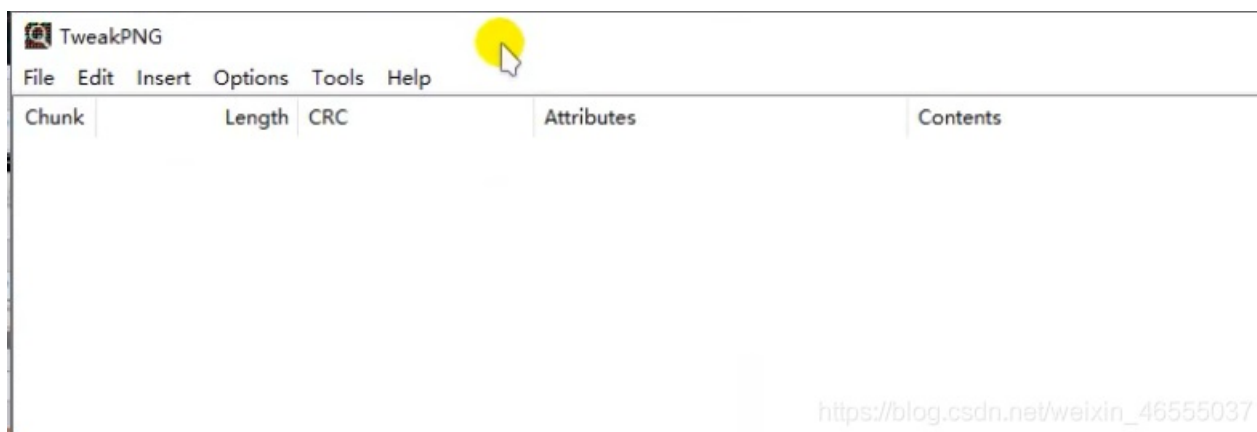 TweakPNG
File Edit Insert Options Tools Help
Chunk Length CRC Attributes Contents
https://blog.csdn.net/weixin_46555037